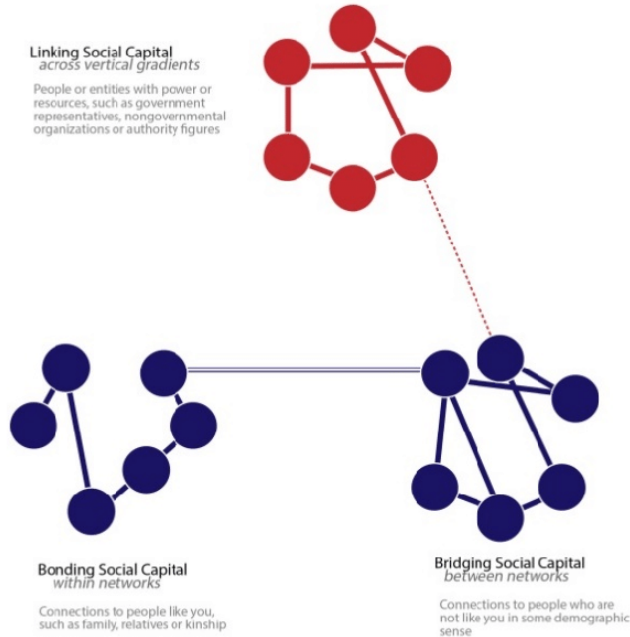 Linking Social Capital
across vertical gradients
People or entities with power or
resources, such as government
representatives, nongovernmental
organizations or authority figures
Bonding Social Capital
within networks
Connections to people like you,
such as family, relatives or kinship
Bridging Social Capital
between networks
Connections to people who are
not like you in some demographic
sense